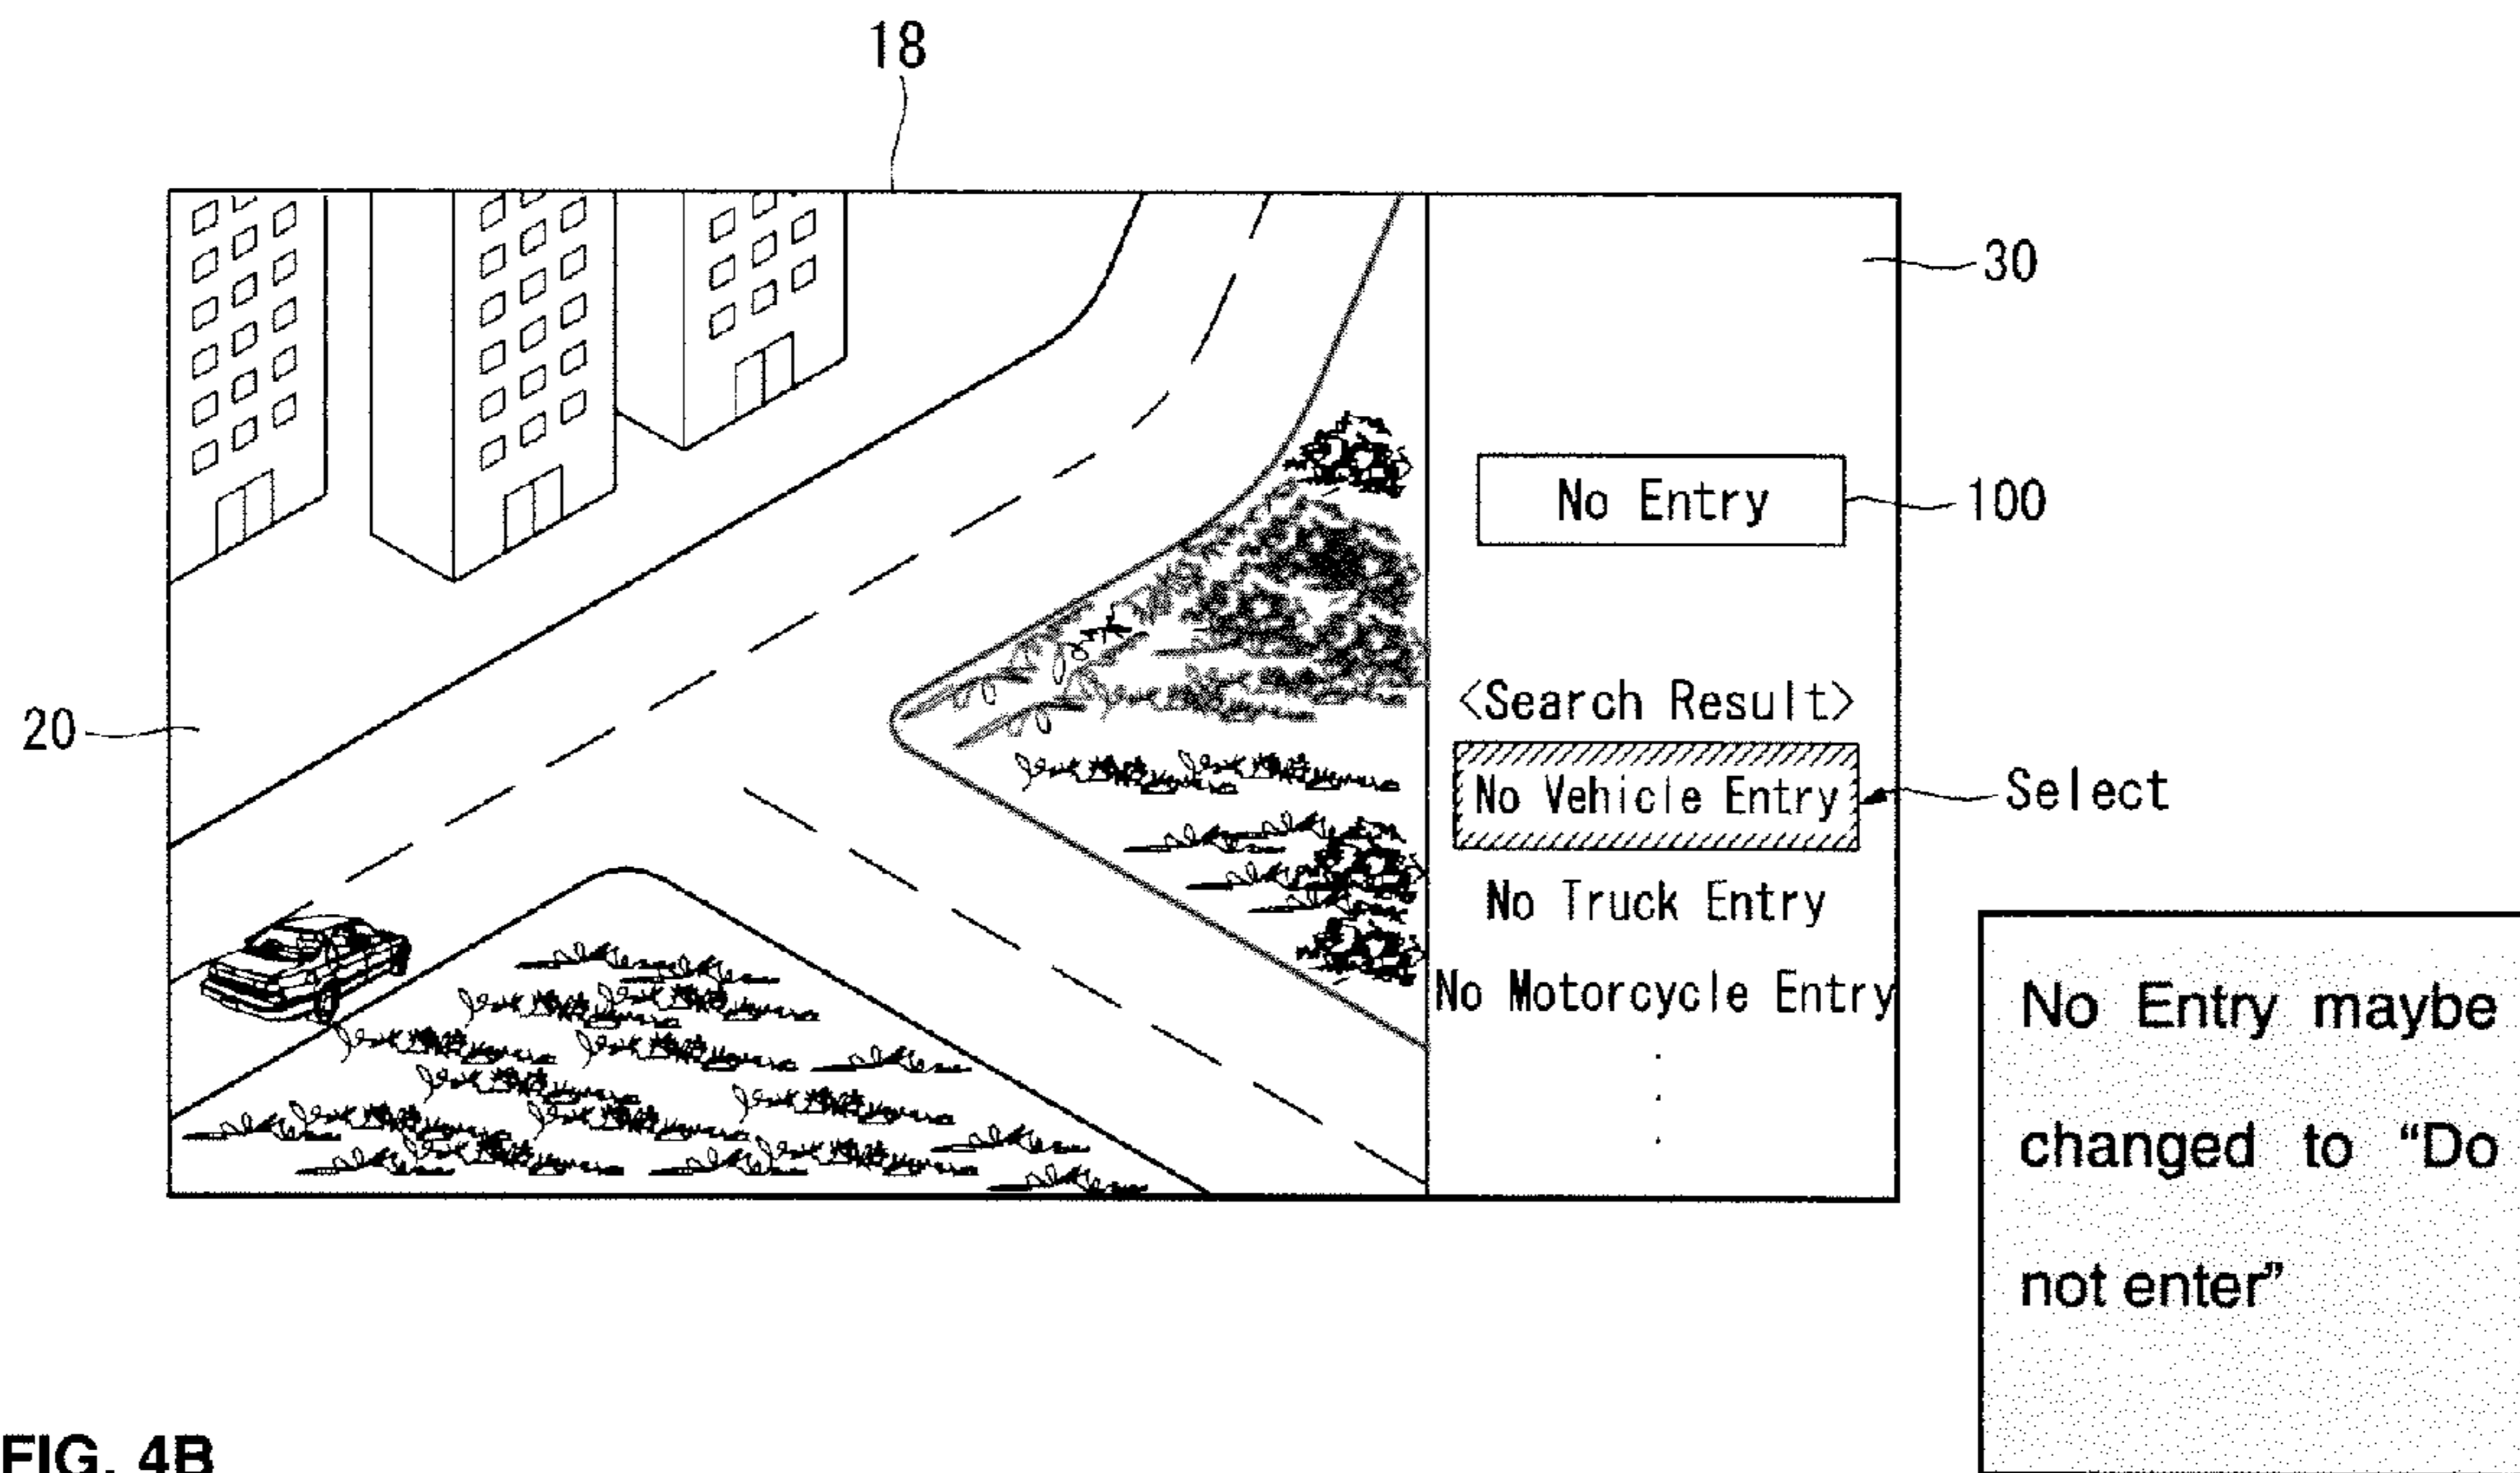 18
30
No Entry
100
<Search Result>
20
No Vehicle Entry
Select
No Truck Entry
No Motorcycle Entry
No Entry maybe
changed to “Do
not enter”
FIG. 4B